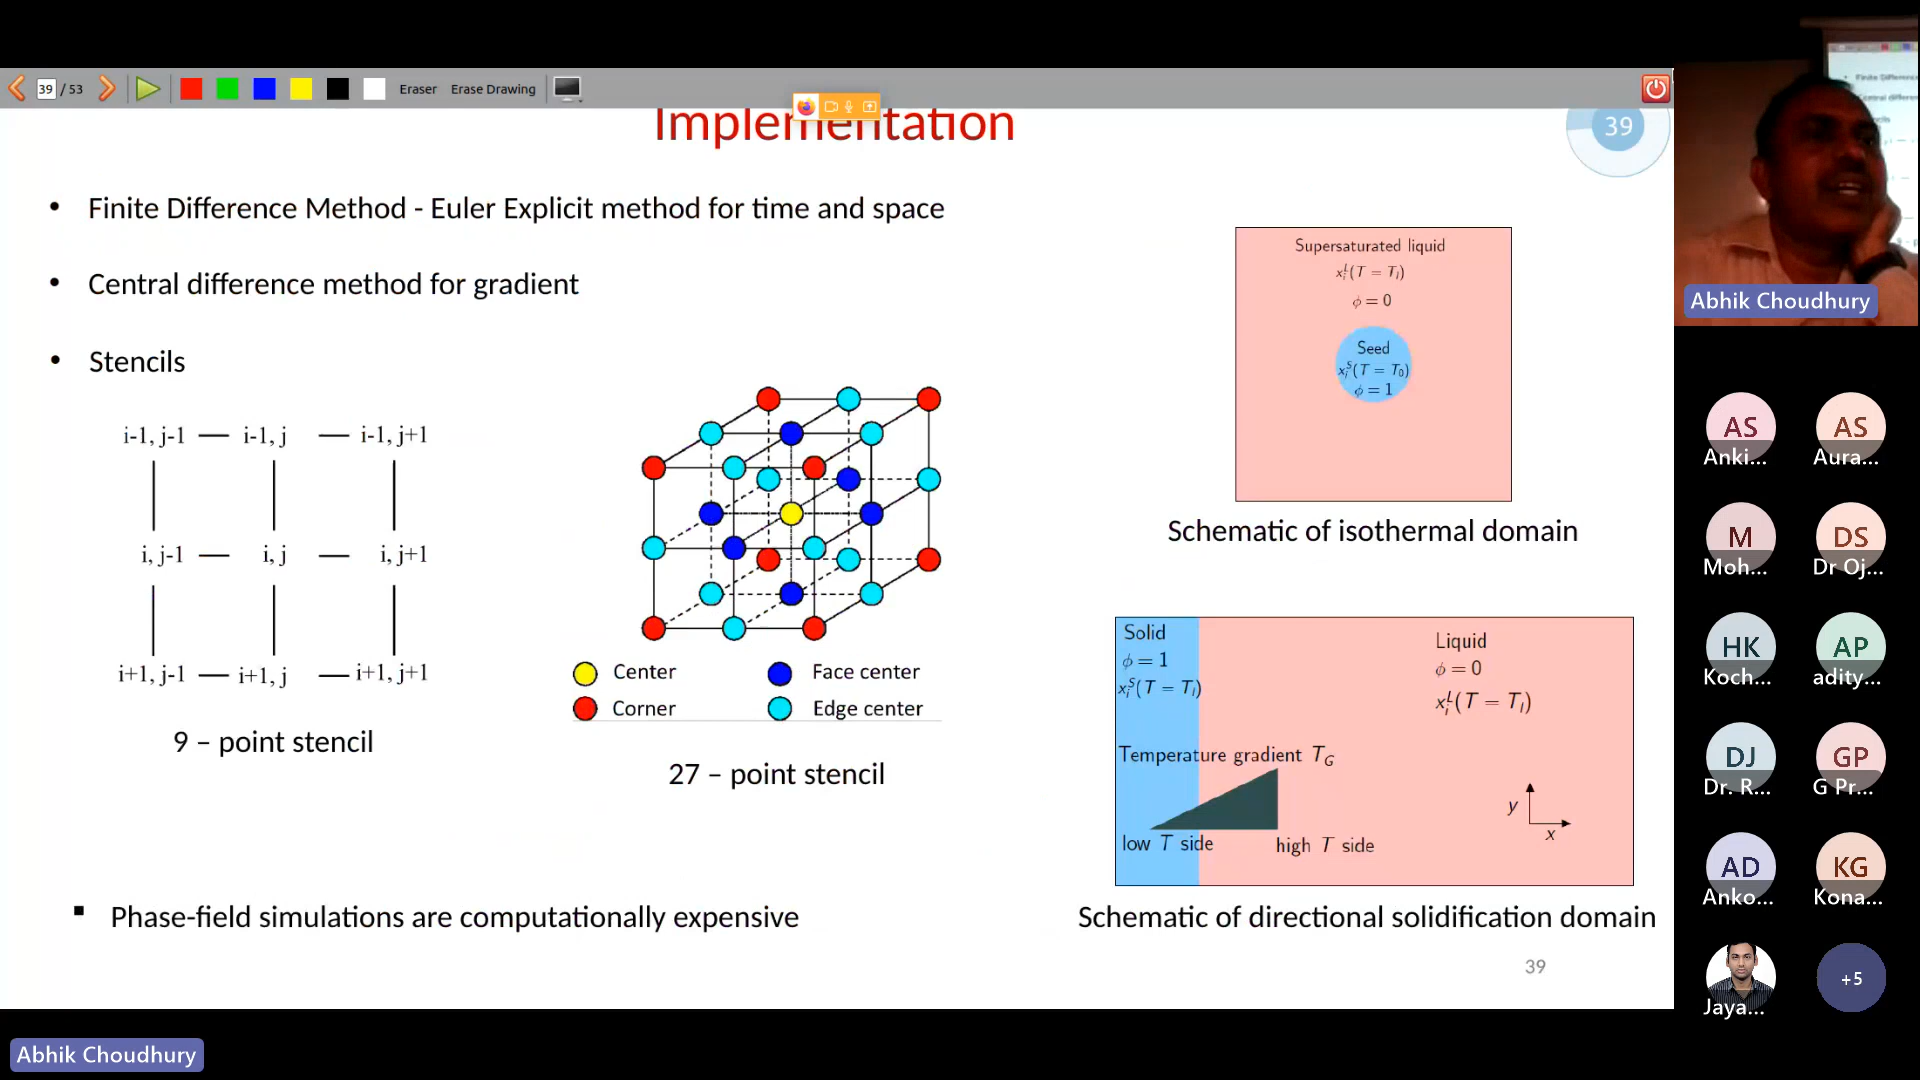 39 / 53
Eraser
Erase Drawing
Implementation
39
• Finite Difference Method - Euler Explicit method for time and space
• Central difference method for gradient
• Stencils
i-1, j-1 — i-1, j — i-1, j+1
i, j-1 — i, j — i, j+1
i+1, j-1 — i+1, j — i+1, j+1
9 – point stencil
Center
Face center
Corner
Edge center
27 – point stencil
Supersaturated liquid
x_i^L(T = T_l)
ϕ = 0
Seed
x_i^S(T = T_0)
ϕ = 1
Schematic of isothermal domain
Solid
ϕ = 1
x_i^S(T = T_l)
Liquid
ϕ = 0
x_i^L(T = T_l)
Temperature gradient T_G
low T side
high T side
y
x
Schematic of directional solidification domain
▪ Phase-field simulations are computationally expensive
39
Abhik Choudhury
AS
Anki...
AS
Aura...
M
Moh...
DS
Dr Oj...
HK
Koch...
AP
adity...
DJ
Dr. R...
GP
G Pr...
AD
Anko...
KG
Kona...
Jaya...
+5
Abhik Choudhury